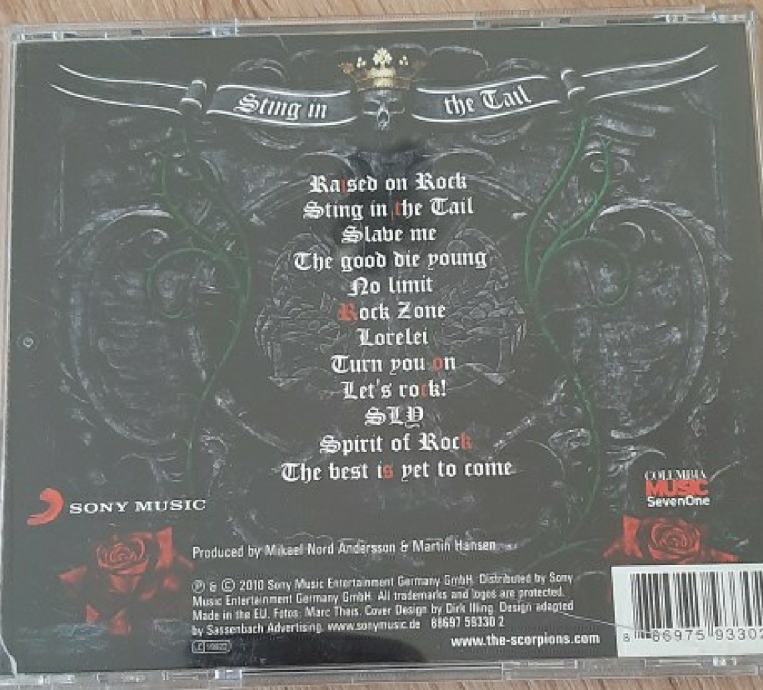 Sting in the Tail
Raised on Rock
Sting in the Tail
Slave me
The good die young
No limit
Rock Zone
Lorelei
Turn you on
Let's rock!
SLY
Spirit of Rock
The best is yet to come
SONY MUSIC
COLUMBIA
MUSIC
SevenOne
Produced by Mikael Nord Andersson & Martin Hansen
Ⓟ & © 2010 Sony Music Entertainment Germany GmbH. Distributed by Sony
Music Entertainment Germany GmbH. All trademarks and logos are protected.
Made in the EU. Fotos: Marc Theis. Cover Design by Dirk Illing. Design adapted
by Sassenbach Advertising. www.sonymusic.de 88697 59330 2
www.the-scorpions.com
8 86975 93302